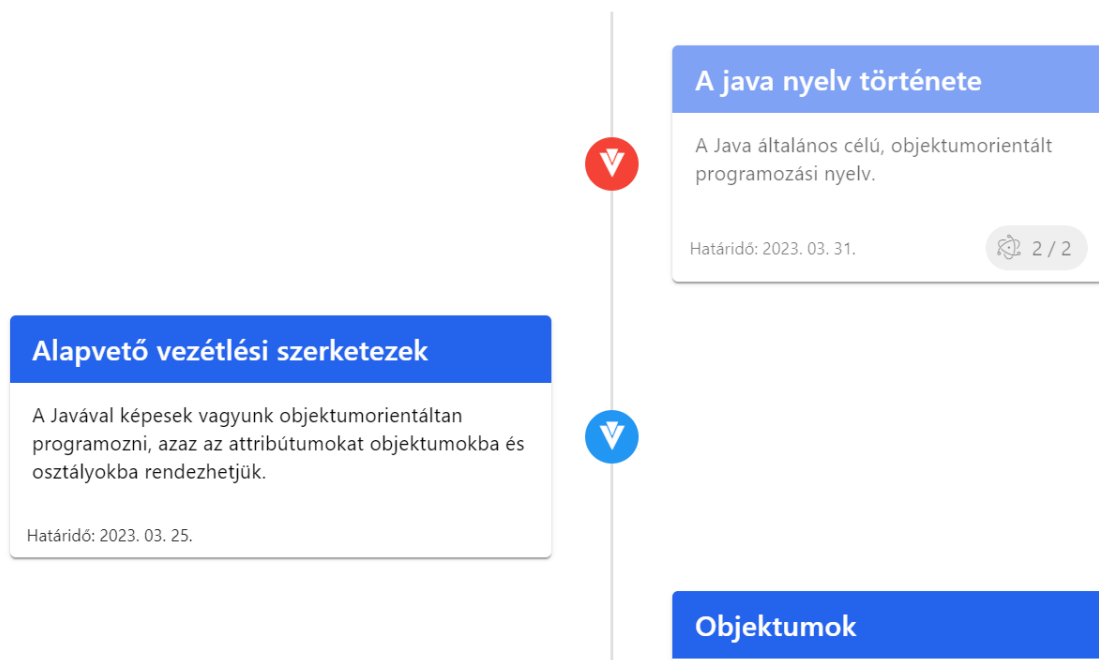 A java nyelv története
A Java általános célú, objektumorientált
programozási nyelv.
Határidő: 2023. 03. 31.
2 / 2
Alapvető vezétlési szerketezek
A Javával képesek vagyunk objektumorientáltan
programozni, azaz az attribútumokat objektumokba és
osztályokba rendezhetjük.
Határidő: 2023. 03. 25.
Objektumok